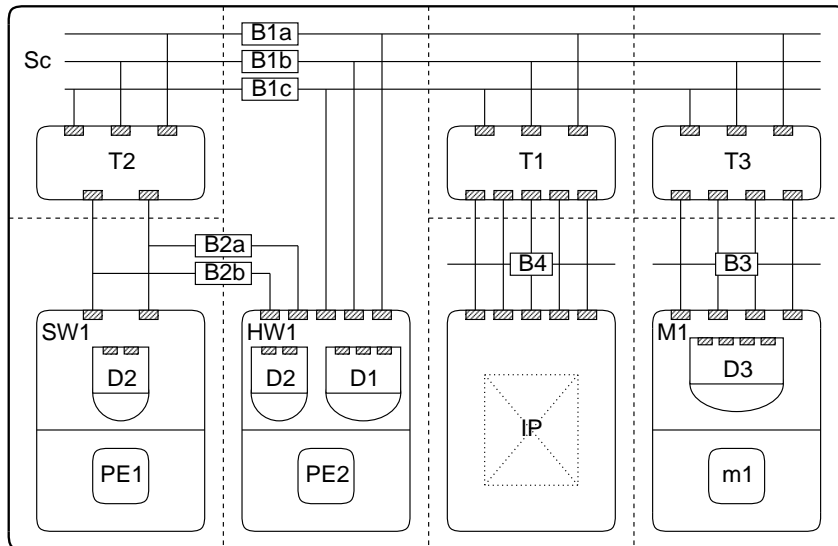 B1a
Sc
B1b
B1c
T2
T1
T3
B2a
B2b
B4
B3
SW1
HW1
M1
D2
D2
D1
D3
IP
PE1
PE2
m1